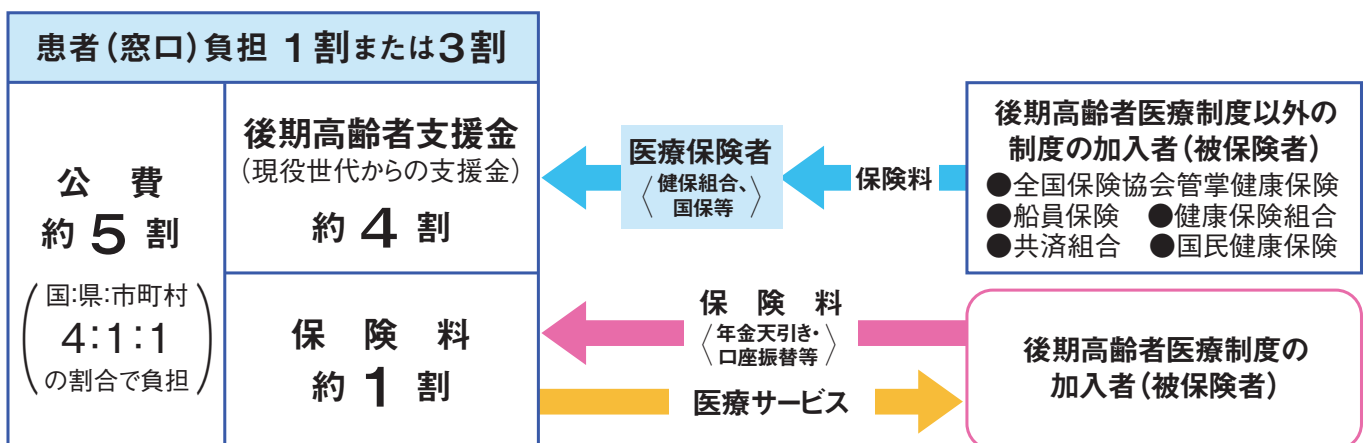 患者(窓口)負担 1割または3割
公 費
約 5 割
国:県:市町村
4:1:1
の割合で負担
後期高齢者支援金
(現役世代からの支援金)
約 4 割
保 険 料
約 1 割
医療保険者
〈健保組合、
国保等〉
保険料
後期高齢者医療制度以外の
制度の加入者(被保険者)
●全国保険協会管掌健康保険
●船員保険 ●健康保険組合
●共済組合 ●国民健康保険
保 険 料
〈年金天引き・
口座振替等〉
医療サービス
後期高齢者医療制度の
加入者(被保険者)